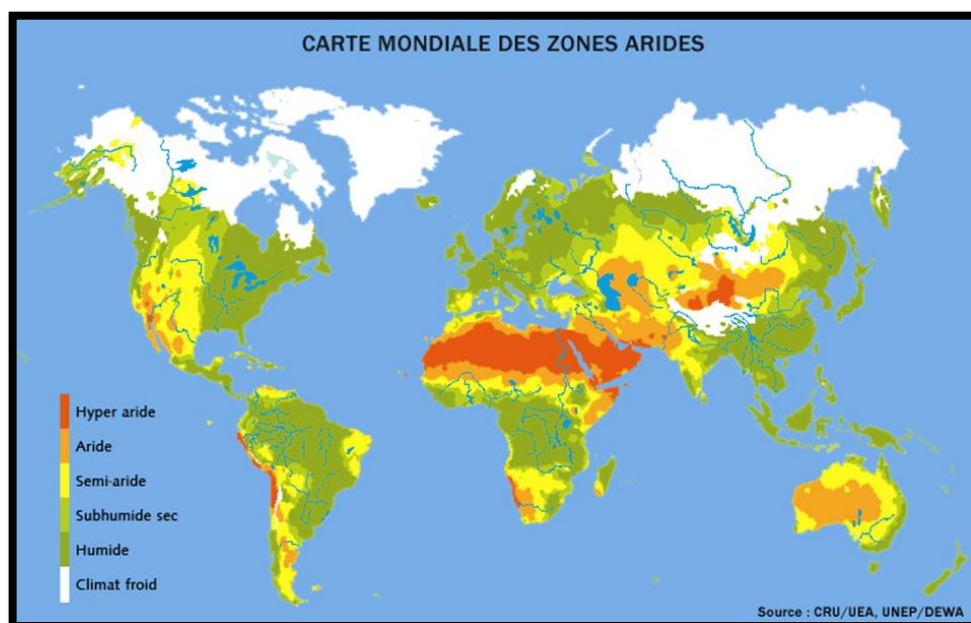 CARTE MONDIALE DES ZONES ARIDES
Hyper aride
Aride
Semi-aride
Subhumide sec
Humide
Climat froid
Source : CRU/UEA, UNEP/DEWA